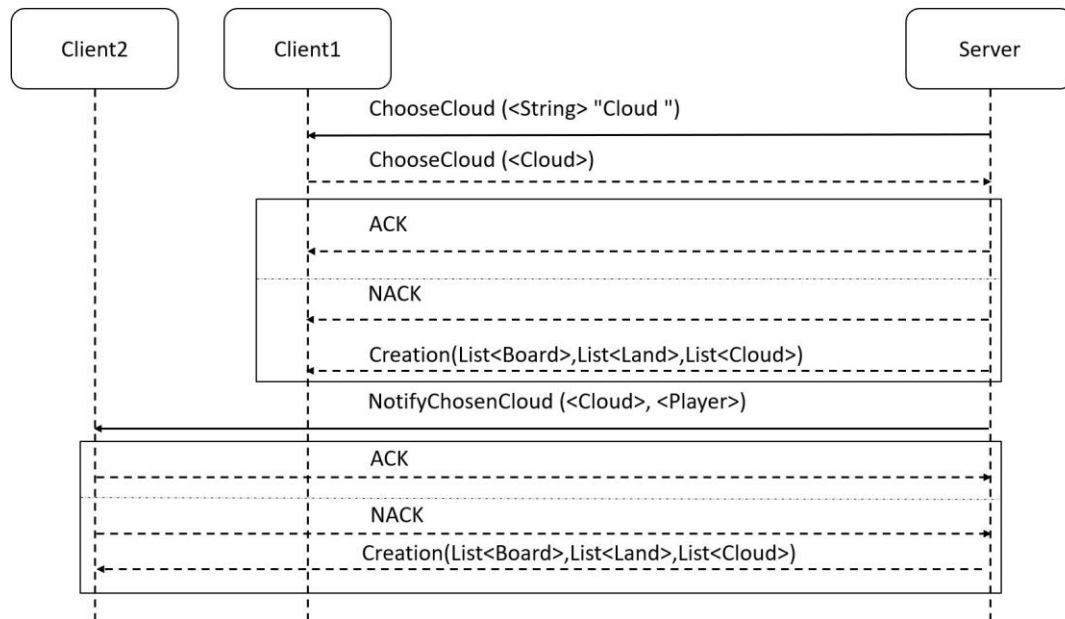 Client2
Client1
Server
ChooseCloud (<String> "Cloud ")
ChooseCloud (<Cloud>)
ACK
NACK
Creation(List<Board>,List<Land>,List<Cloud>)
NotifyChosenCloud (<Cloud>, <Player>)
ACK
NACK
Creation(List<Board>,List<Land>,List<Cloud>)